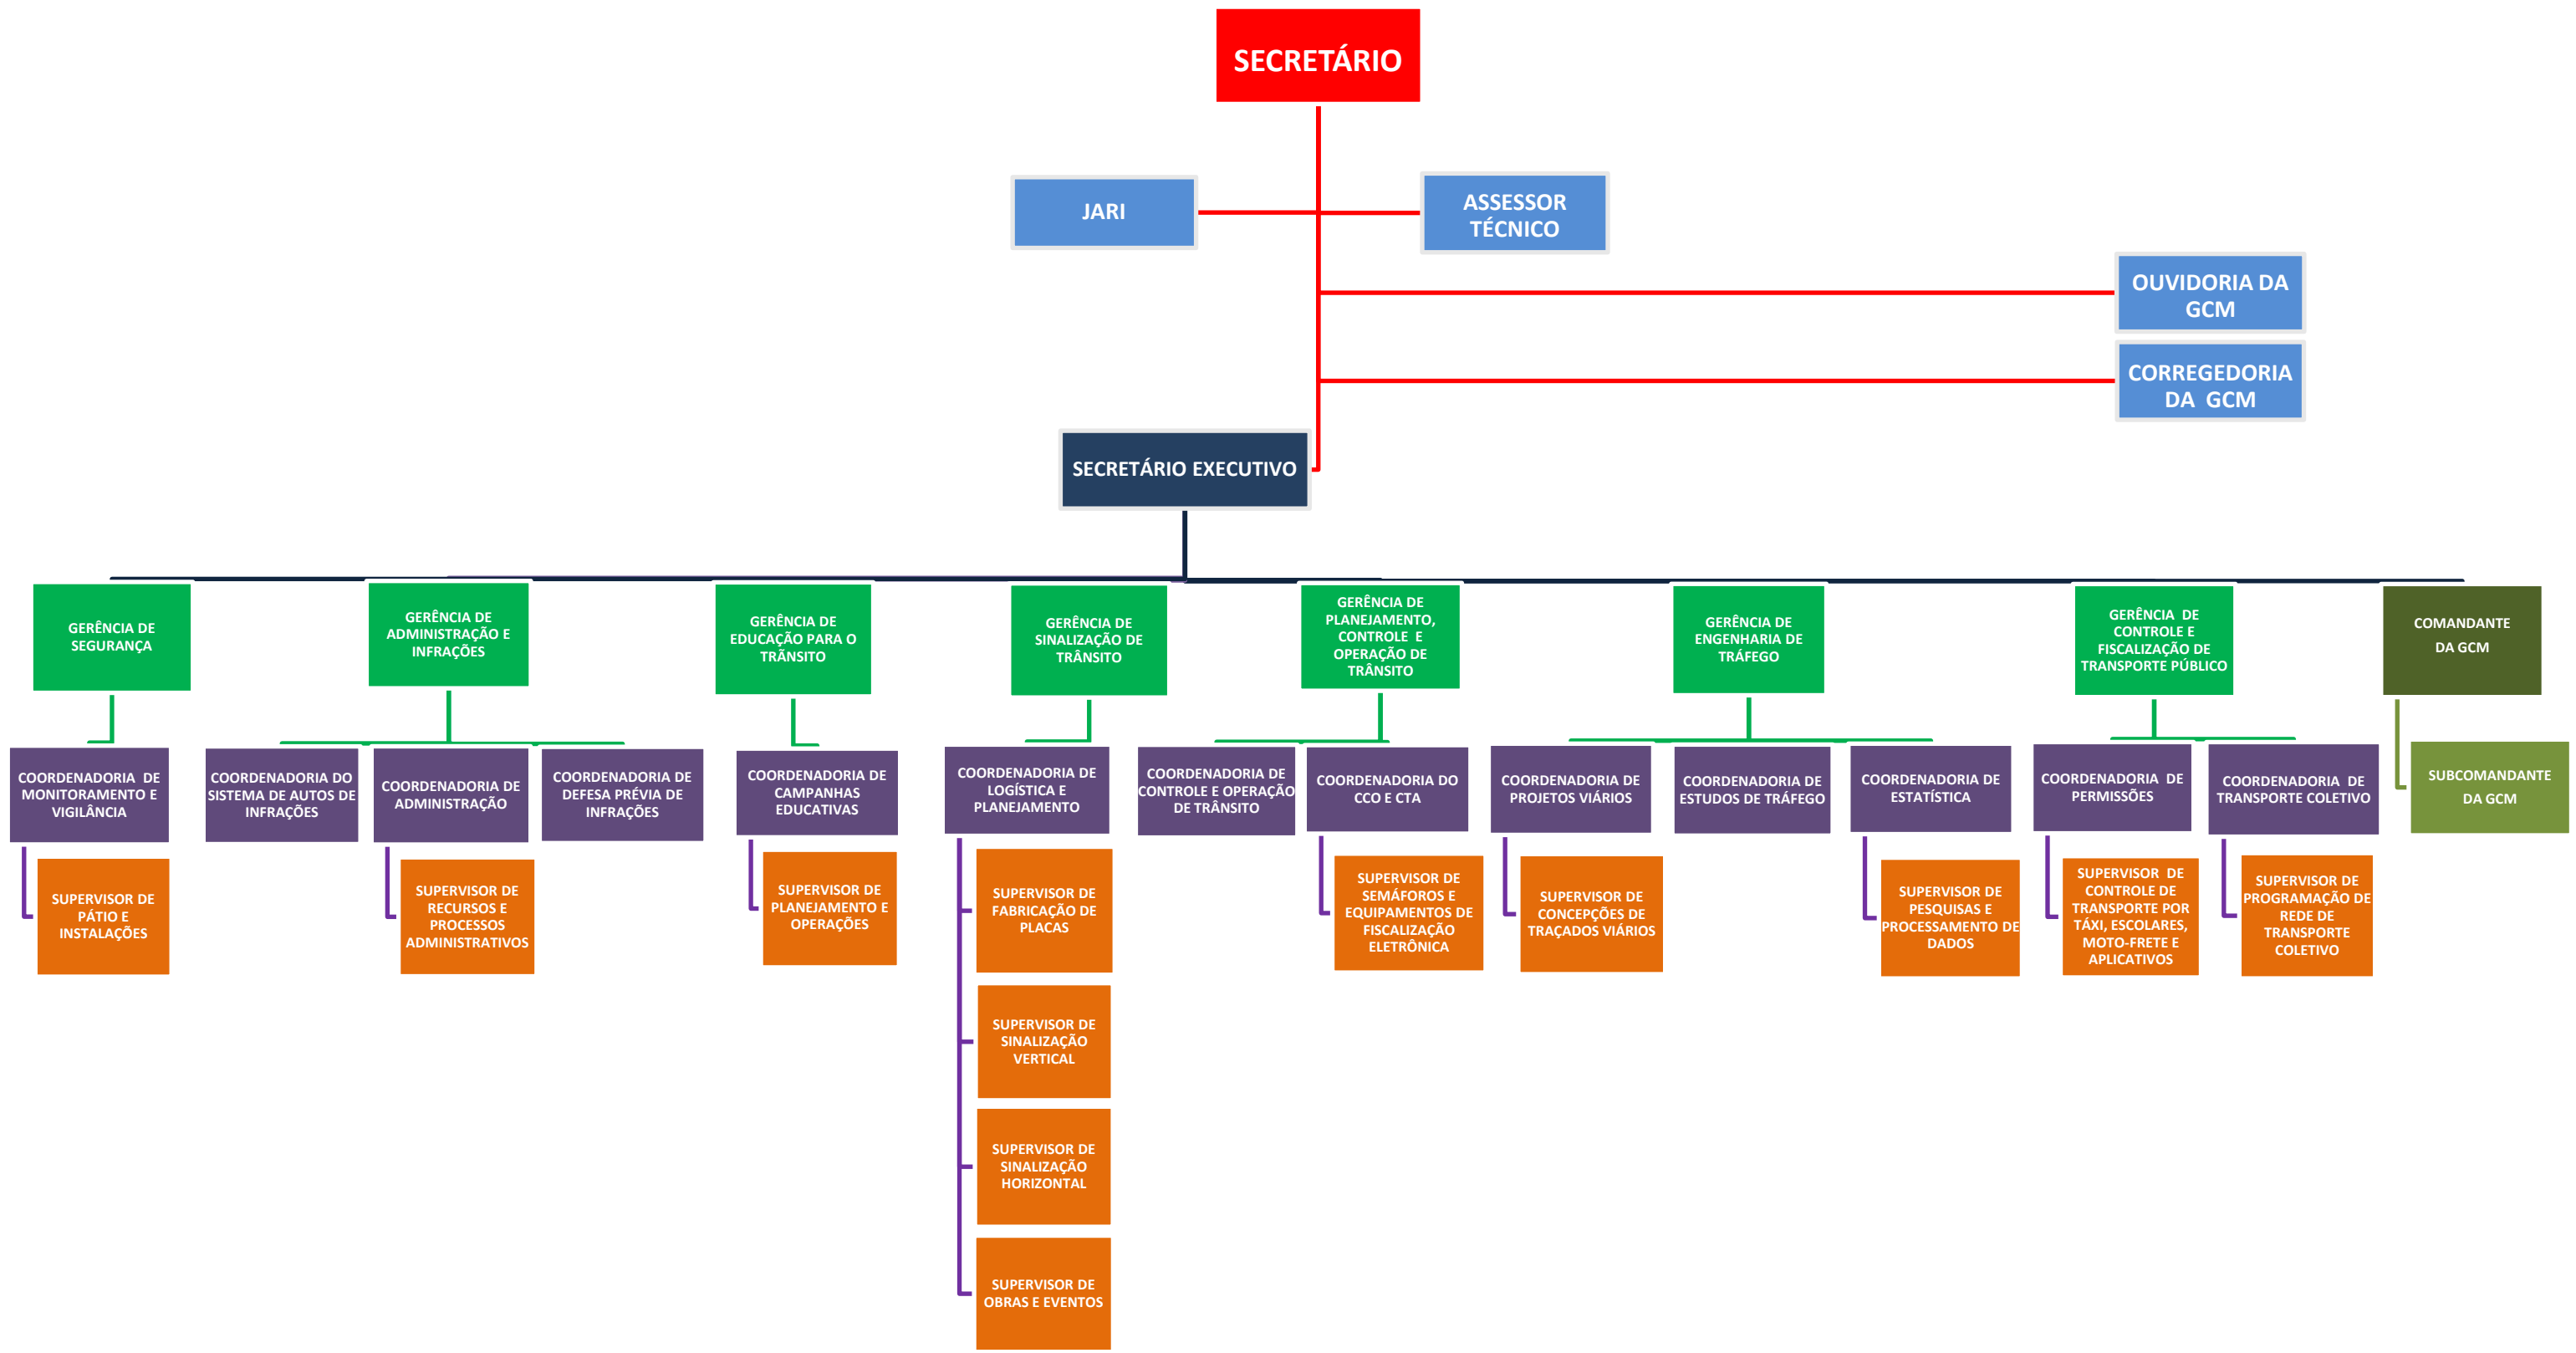 SECRETÁRIO
JARI
ASSESSOR
TÉCNICO
OUVIDORIA DA
GCM
CORREGEDORIA
DA GCM
SECRETÁRIO EXECUTIVO
GERÊNCIA DE
SEGURANÇA
GERÊNCIA DE
ADMINISTRAÇÃO E
INFRAÇÕES
GERÊNCIA DE
EDUCAÇÃO PARA O
TRÃNSITO
GERÊNCIA DE
SINALIZAÇÃO DE
TRÂNSITO
GERÊNCIA DE
PLANEJAMENTO,
CONTROLE E
OPERAÇÃO DE
TRÂNSITO
GERÊNCIA DE
ENGENHARIA DE
TRÁFEGO
GERÊNCIA DE
CONTROLE E
FISCALIZAÇÃO DE
TRANSPORTE PÚBLICO
COMANDANTE
DA GCM
COORDENADORIA DE
MONITORAMENTO E
VIGILÂNCIA
COORDENADORIA DO
SISTEMA DE AUTOS DE
INFRAÇÕES
COORDENADORIA DE
ADMINISTRAÇÃO
COORDENADORIA DE
DEFESA PRÉVIA DE
INFRAÇÕES
COORDENADORIA DE
CAMPANHAS
EDUCATIVAS
COORDENADORIA DE
LOGÍSTICA E
PLANEJAMENTO
COORDENADORIA DE
CONTROLE E OPERAÇÃO
DE TRÂNSITO
COORDENADORIA DO
CCO E CTA
COORDENADORIA DE
PROJETOS VIÁRIOS
COORDENADORIA DE
ESTUDOS DE TRÁFEGO
COORDENADORIA DE
ESTATÍSTICA
COORDENADORIA DE
PERMISSÕES
COORDENADORIA DE
TRANSPORTE COLETIVO
SUBCOMANDANTE
DA GCM
SUPERVISOR DE
PÁTIO E
INSTALAÇÕES
SUPERVISOR DE
RECURSOS E
PROCESSOS
ADMINISTRATIVOS
SUPERVISOR DE
PLANEJAMENTO E
OPERAÇÕES
SUPERVISOR DE
FABRICAÇÃO DE
PLACAS
SUPERVISOR DE
SEMÁFOROS E
EQUIPAMENTOS DE
FISCALIZAÇÃO
ELETRÔNICA
SUPERVISOR DE
CONCEPÇÕES DE
TRAÇADOS VIÁRIOS
SUPERVISOR DE
PESQUISAS E
PROCESSAMENTO DE
DADOS
SUPERVISOR DE
CONTROLE DE
TRANSPORTE POR
TÁXI, ESCOLARES,
MOTO-FRETE E
APLICATIVOS
SUPERVISOR DE
PROGRAMAÇÃO DE
REDE DE
TRANSPORTE
COLETIVO
SUPERVISOR DE
SINALIZAÇÃO
VERTICAL
SUPERVISOR DE
SINALIZAÇÃO
HORIZONTAL
SUPERVISOR DE
OBRAS E EVENTOS